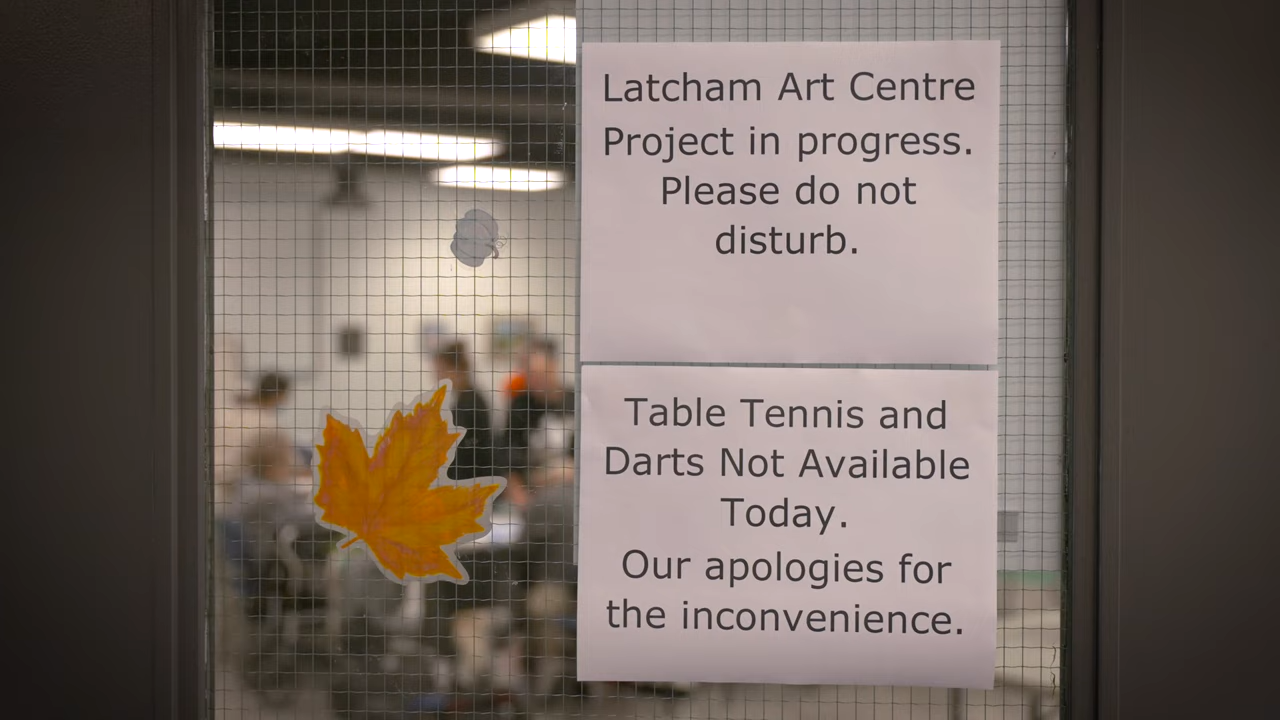 Latcham Art Centre
Project in progress.
Please do not
disturb.
Table Tennis and
Darts Not Available
Today.
Our apologies for
the inconvenience.